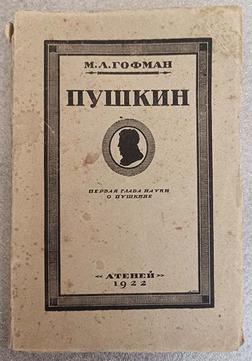 М.Л.ГОФМАН
ПУШКИН
ПЕРВАЯ ГЛАВА НАУКИ
О ПУШКИНЕ
«АТЕНЕЙ»
1922